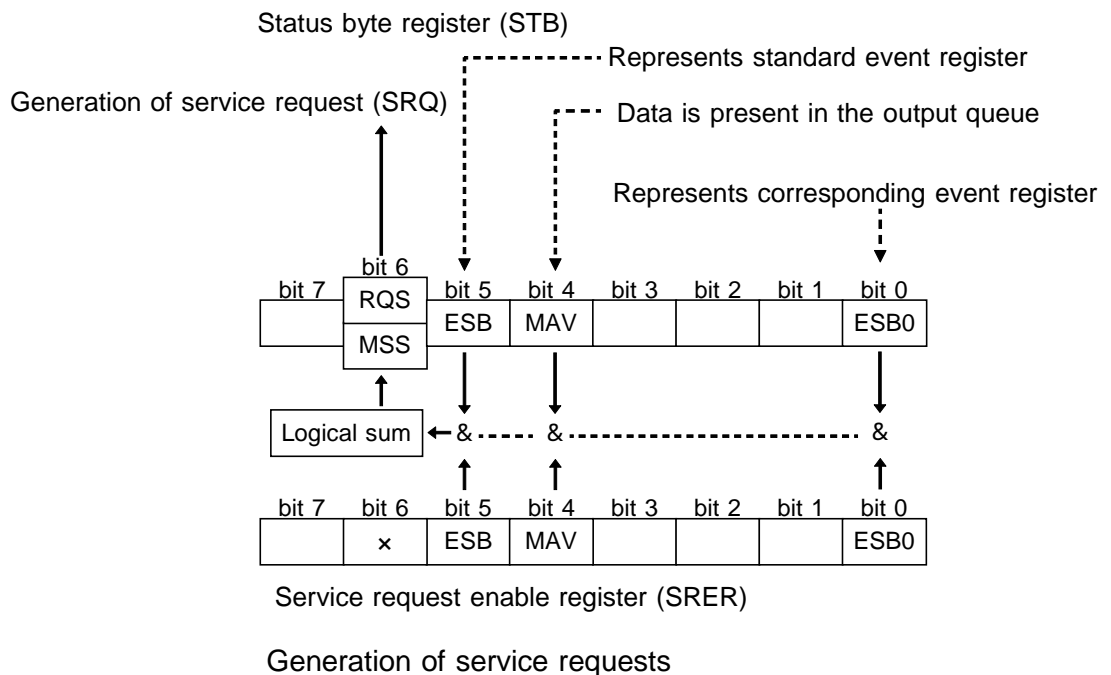 Status byte register (STB)
Represents standard event register
Generation of service request (SRQ)
Data is present in the output queue
Represents corresponding event register
bit 7 bit 6 bit 5 bit 4 bit 3 bit 2 bit 1 bit 0
RQS ESB MAV ESB0
MSS
Logical sum & & &
bit 7 bit 6 bit 5 bit 4 bit 3 bit 2 bit 1 bit 0
× ESB MAV ESB0
Service request enable register (SRER)
Generation of service requests